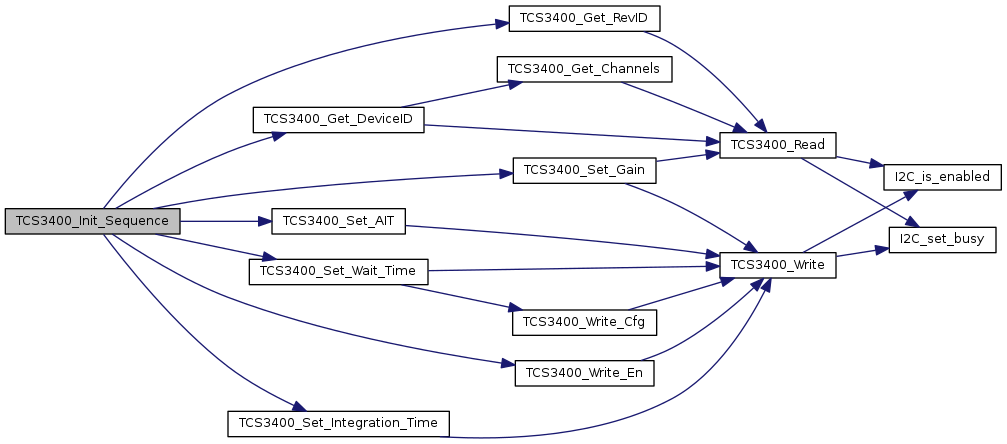 TCS3400_Get_RevID
TCS3400_Get_Channels
TCS3400_Get_DeviceID
TCS3400_Read
TCS3400_Set_Gain
I2C_is_enabled
TCS3400_Init_Sequence
TCS3400_Set_AIT
I2C_set_busy
TCS3400_Set_Wait_Time
TCS3400_Write
TCS3400_Write_Cfg
TCS3400_Write_En
TCS3400_Set_Integration_Time